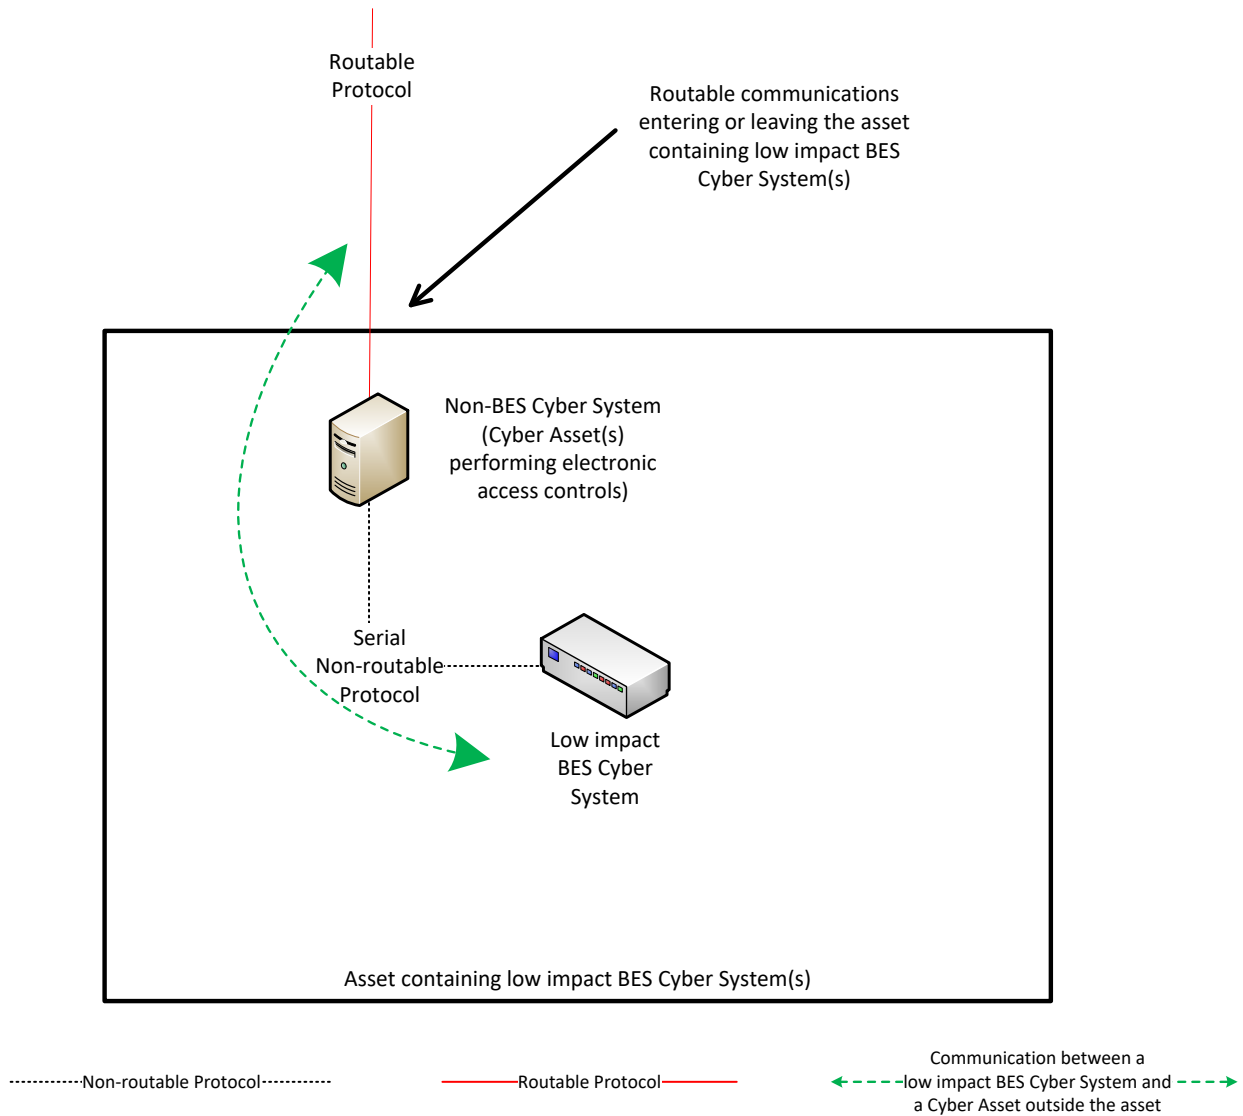 Routable
Protocol
Routable communications
entering or leaving the asset
containing low impact BES
Cyber System(s)
Non-BES Cyber System
(Cyber Asset(s)
performing electronic
access controls)
Serial
Non-routable
Protocol
Low impact
BES Cyber
System
Asset containing low impact BES Cyber System(s)
Non-routable Protocol
Routable Protocol
Communication between a
low impact BES Cyber System and
a Cyber Asset outside the asset